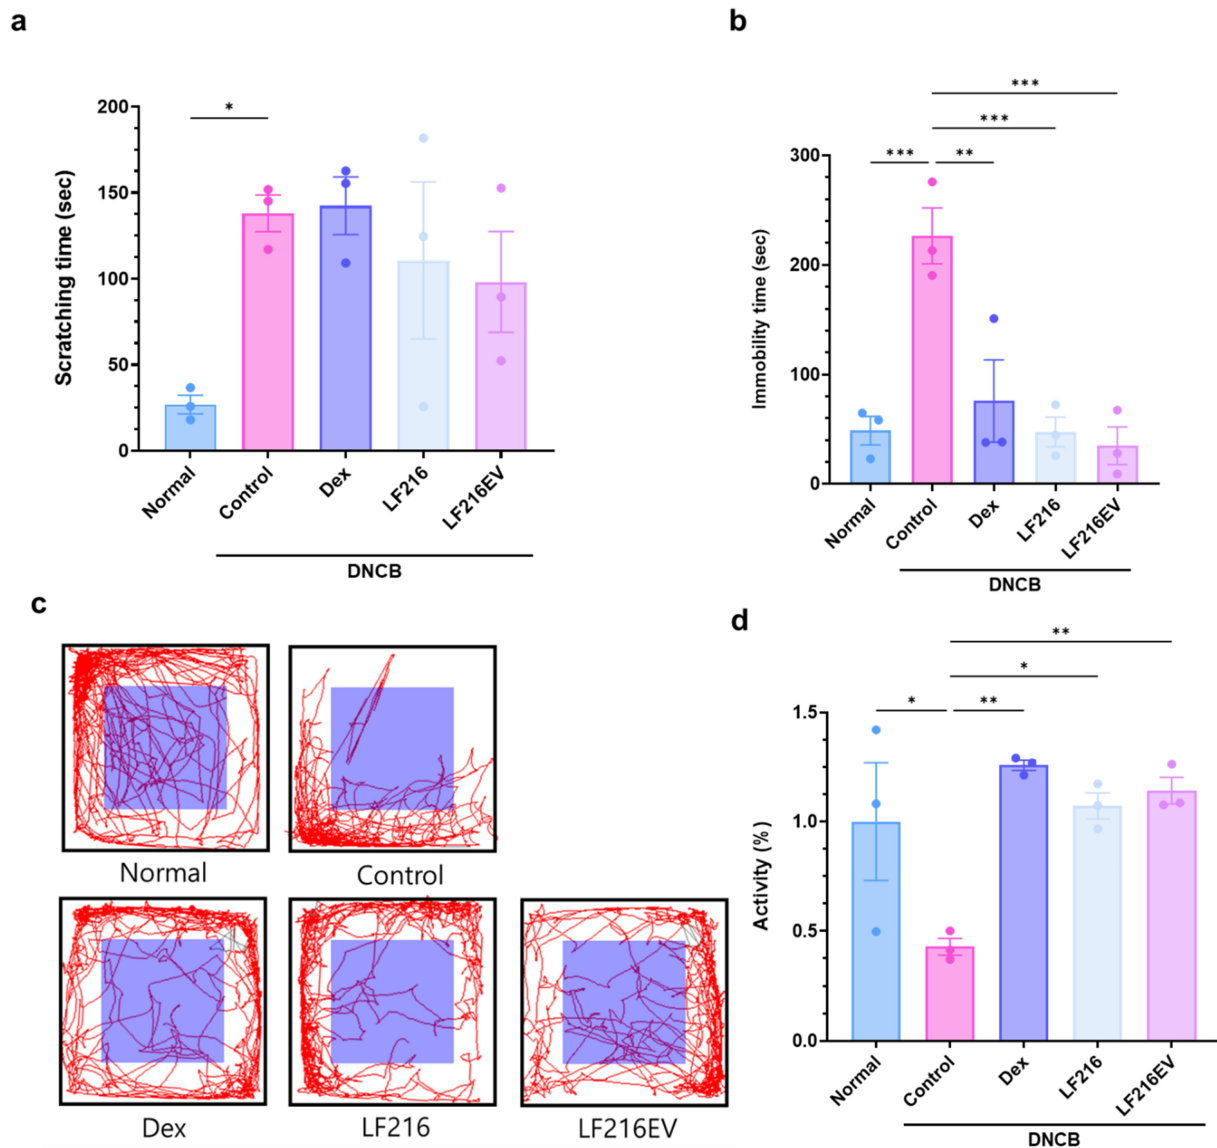 a
Scratching time (sec)
200
150
100
50
0
*
Normal
Control
Dex
LF216
LF216EV
DNCB
b
Immobility time (sec)
300
200
100
0
***
***
***
**
Normal
Control
Dex
LF216
LF216EV
DNCB
c
Normal
Control
Dex
LF216
LF216EV
d
Activity (%)
1.5
1.0
0.5
0.0
**
*
*
**
Normal
Control
Dex
LF216
LF216EV
DNCB